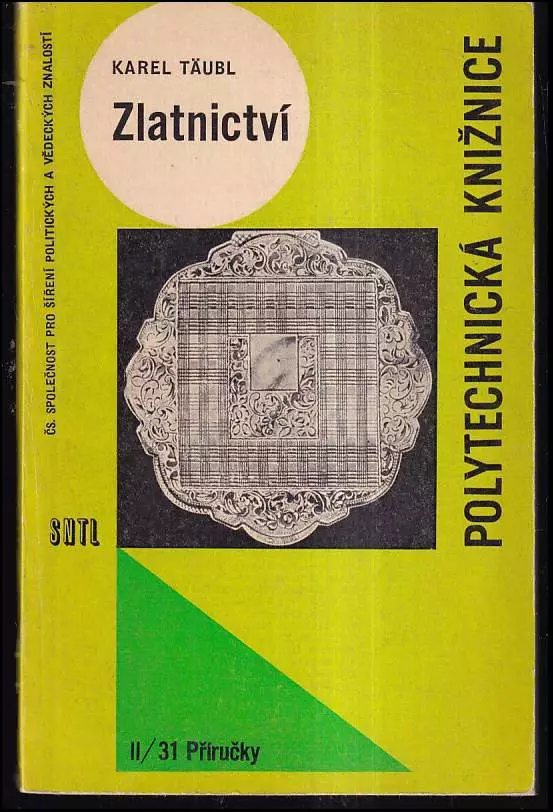 KAREL TÄUBL
Zlatnictví
ČS. SPOLEČNOST PRO ŠÍŘENÍ POLITICKÝCH A VĚDECKÝCH ZNALOSTÍ
POLYTECHNICKÁ KNIŽNICE
SNTL
II/31 Příručky